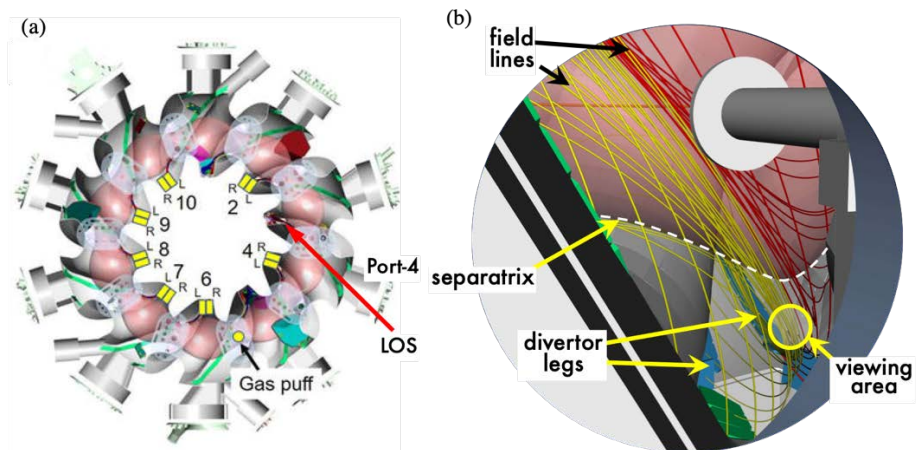 (a)
(b)
field
lines
L
R
10
R
2
L
L
9
R
L
8
R
L
7
R
L
6
R
R
4
L
Port-4
LOS
Gas puff
separatrix
divertor
legs
viewing
area